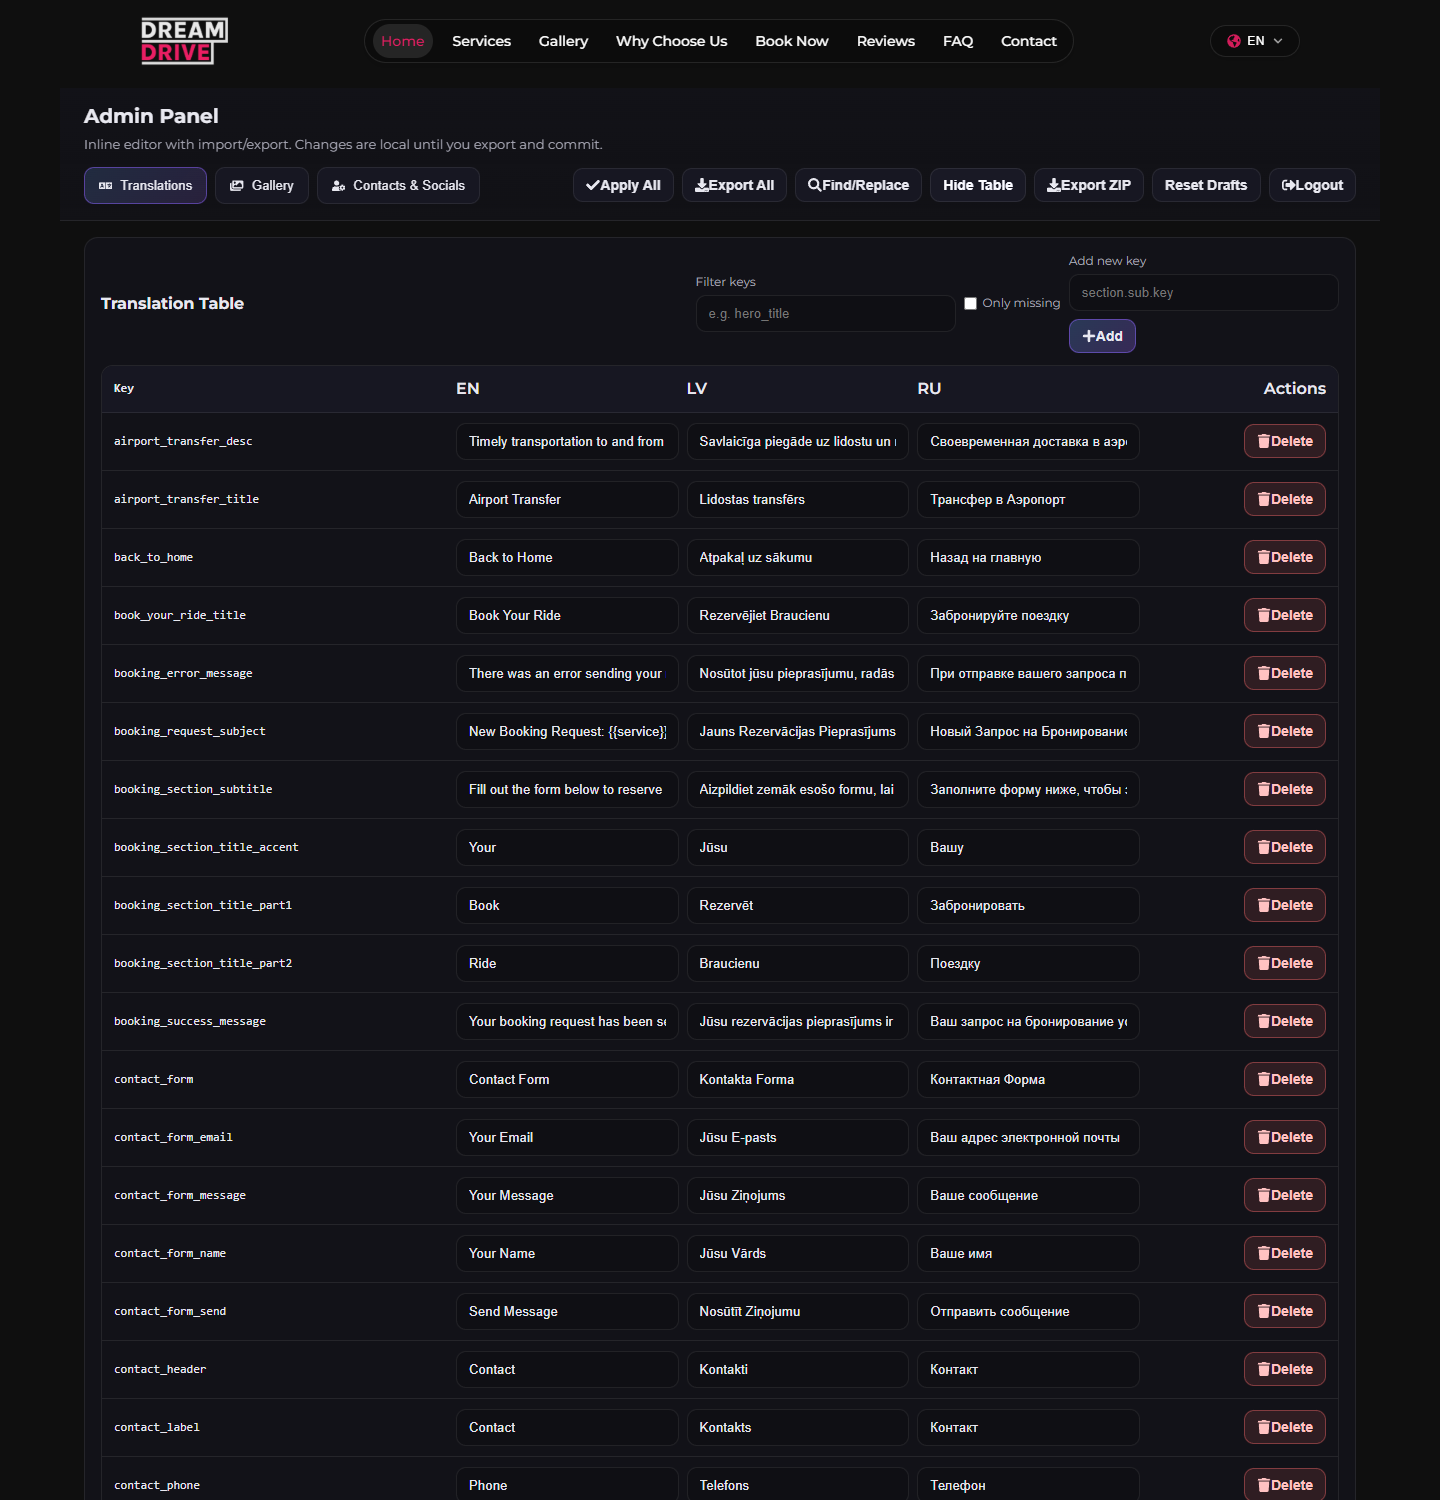 DREAM
DRIVE
Home Services Gallery Why Choose Us Book Now Reviews FAQ Contact
EN
Admin Panel
Inline editor with import/export. Changes are local until you export and commit.
Translations Gallery Contacts & Socials Apply All Export All Find/Replace Hide Table Export ZIP Reset Drafts Logout
Translation Table
Filter keys
e.g. hero_title
Only missing
Add new key
section.sub.key
Add
Key EN LV RU Actions
airport_transfer_desc Timely transportation to and from Savlaicīga piegāde uz lidostu un Своевременная доставка в Delete
airport_transfer_title Airport Transfer Lidostas transfērs Трансфер в Аэропорт Delete
back_to_home Back to Home Atpakaļ uz sākumu Назад на главную Delete
book_your_ride_title Book Your Ride Rezervējiet Braucienu Забронируйте поездку Delete
booking_error_message There was an error sending your Nosūtot jūsu pieprasījumu, radās При отправке вашего запроса п Delete
booking_request_subject New Booking Request: {{service}} Jauns Rezervācijas Pieprasījums Новый Запрос на Бронирование Delete
booking_section_subtitle Fill out the form below to reserve Aizpildiet zemāk esošo formu, lai Заполните форму ниже, чтобы Delete
booking_section_title_accent Your Jūsu Вашу Delete
booking_section_title_part1 Book Rezervēt Забронировать Delete
booking_section_title_part2 Ride Braucienu Поездку Delete
booking_success_message Your booking request has been Jūsu rezervācijas pieprasījums ir Ваш запрос на бронирование Delete
contact_form Contact Form Kontakta Forma Контактная Форма Delete
contact_form_email Your Email Jūsu E-pasts Ваш адрес электронной почты Delete
contact_form_message Your Message Jūsu Ziņojums Ваше сообщение Delete
contact_form_name Your Name Jūsu Vārds Ваше имя Delete
contact_form_send Send Message Nosūtīt Ziņojumu Отправить сообщение Delete
contact_header Contact Kontakti Контакт Delete
contact_label Contact Kontakts Контакт Delete
contact_phone Phone Telefons Телефон Delete